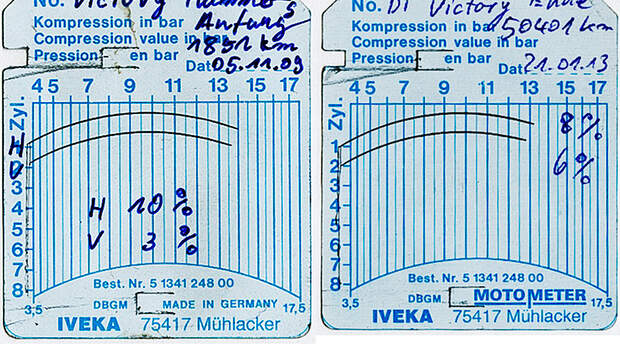 No. Victory Hammer S
Kompression in bar Anfang
Compression value in bar 1891 km
Pression en bar
Date 05.11.09
4 5 7 9 11 13 15 17
Zyl.
H
V
2
3
4
5
6
7
8
H 10 %
V 3 %
Best. Nr. 5 1341 248 00
DBGM MADE IN GERMANY
3,5 17,5
IVEKA 75417 Mühlacker
No. DT Victory Ende
Kompression in bar 50401 km
Compression value in bar
Pression en bar
Date 21.01.13
4 5 7 9 11 13 15 17
Zyl.
1
2
3
4
5
6
7
8
8 %
6 %
Best. Nr. 5 1341 248 00
DBGM MOTOMETER
3,5 17,5
IVEKA 75417 Mühlacker